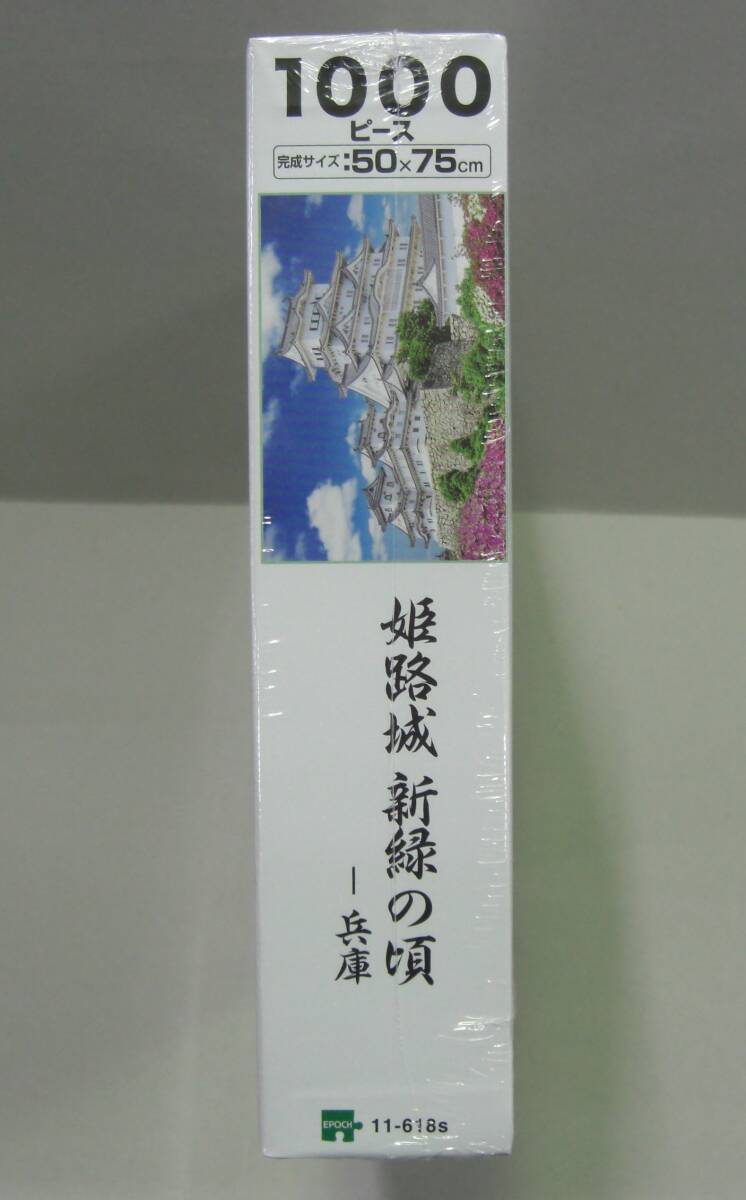 1000
ピース
完成サイズ:50×75cm
姫路城 新緑の頃
ー兵庫
EPOCH 11-618s